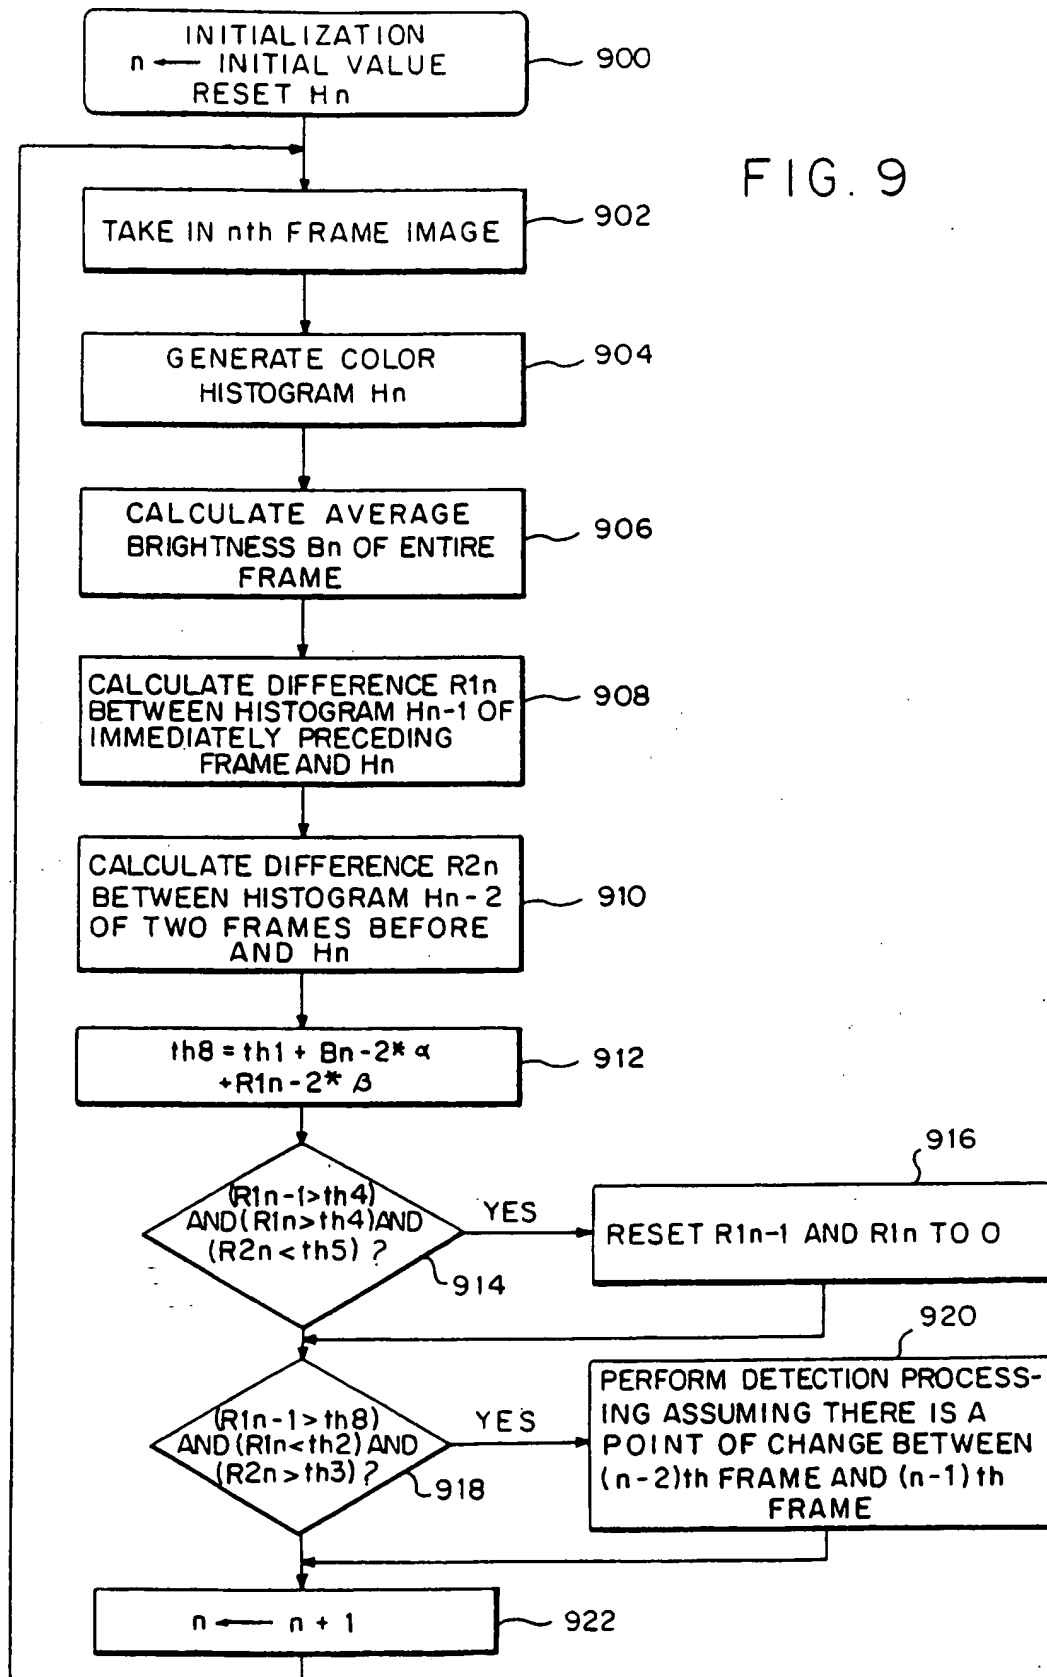 INITIALIZATION
n ← INITIAL VALUE
RESET Hn
900
FIG. 9
TAKE IN nth FRAME IMAGE
902
GENERATE COLOR
HISTOGRAM Hn
904
CALCULATE AVERAGE
BRIGHTNESS Bn OF ENTIRE
FRAME
906
CALCULATE DIFFERENCE R1n
BETWEEN HISTOGRAM Hn-1 OF
IMMEDIATELY PRECEDING
FRAME AND Hn
908
CALCULATE DIFFERENCE R2n
BETWEEN HISTOGRAM Hn-2
OF TWO FRAMES BEFORE
AND Hn
910
th8 = th1 + Bn-2* α
+R1n-2* β
912
(R1n-1>th4)
AND(R1n>th4)AND
(R2n<th5) ?
914
YES
RESET R1n-1 AND R1n TO 0
916
(R1n-1>th8)
AND(R1n<th2)AND
(R2n>th3)?
918
YES
PERFORM DETECTION PROCESS-
ING ASSUMING THERE IS A
POINT OF CHANGE BETWEEN
(n-2)th FRAME AND (n-1)th
FRAME
920
n ← n + 1
922